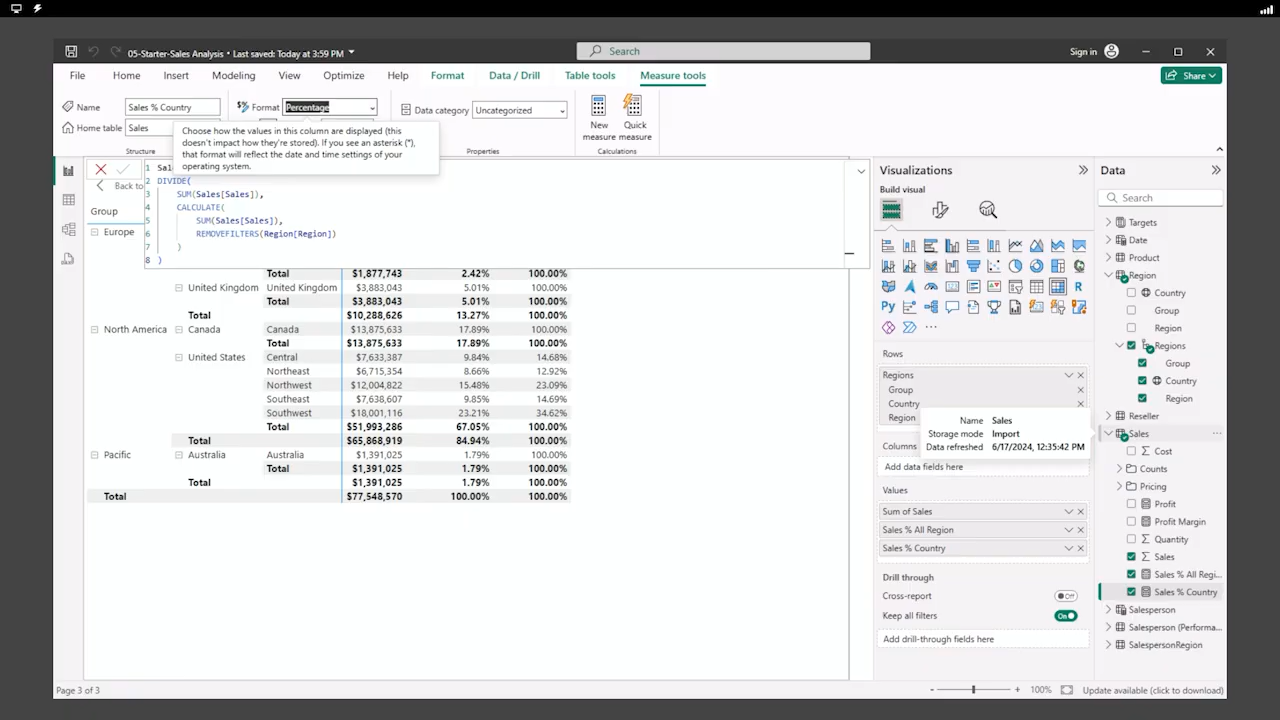 05-Starter-Sales Analysis • Last saved: Today at 3:59 PM
Search
Sign in
File Home Insert Modeling View Optimize Help Format Data / Drill Table tools Measure tools
Share
Name Sales % Country
Format Percentage
Data category Uncategorized
New measure
Quick measure
Home table Sales
Structure
Properties
Calculations
Choose how the values in this column are displayed (this
doesn't impact how they're stored). If you see an asterisk (*),
that format will reflect the date and time settings of your
operating system.
Back to
1 Sal
2 DIVIDE(
3 SUM(Sales[Sales]),
4 CALCULATE(
5 SUM(Sales[Sales]),
6 REMOVEFILTERS(Region[Region])
7 )
8 )
Group
Europe
Total $1,877,743 2.42% 100.00%
United Kingdom United Kingdom $3,883,043 5.01% 100.00%
Total $3,883,043 5.01% 100.00%
Total $10,288,626 13.27% 100.00%
North America Canada Canada $13,875,633 17.89% 100.00%
Total $13,875,633 17.89% 100.00%
United States Central $7,633,387 9.84% 14.68%
Northeast $6,715,354 8.66% 12.92%
Northwest $12,004,822 15.48% 23.09%
Southeast $7,638,607 9.85% 14.69%
Southwest $18,001,116 23.21% 34.62%
Total $51,993,286 67.05% 100.00%
Total $65,868,919 84.94% 100.00%
Pacific Australia Australia $1,391,025 1.79% 100.00%
Total $1,391,025 1.79% 100.00%
Total $1,391,025 1.79% 100.00%
Total $77,548,570 100.00% 100.00%
Visualizations
Build visual
Rows
Regions
Group
Country
Region
Name Sales
Storage mode Import
Data refreshed 6/17/2024, 12:35:42 PM
Columns
Add data fields here
Values
Sum of Sales
Sales % All Region
Sales % Country
Drill through
Cross-report Off
Keep all filters On
Add drill-through fields here
Data
Search
Targets
Date
Product
Region
Country
Group
Region
Regions
Group
Country
Region
Reseller
Sales
Cost
Counts
Pricing
Profit
Profit Margin
Quantity
Sales
Sales % All Regi...
Sales % Country
Salesperson
Salesperson (Performa...
SalespersonRegion
Page 3 of 3
- + 100%
Update available (click to download)